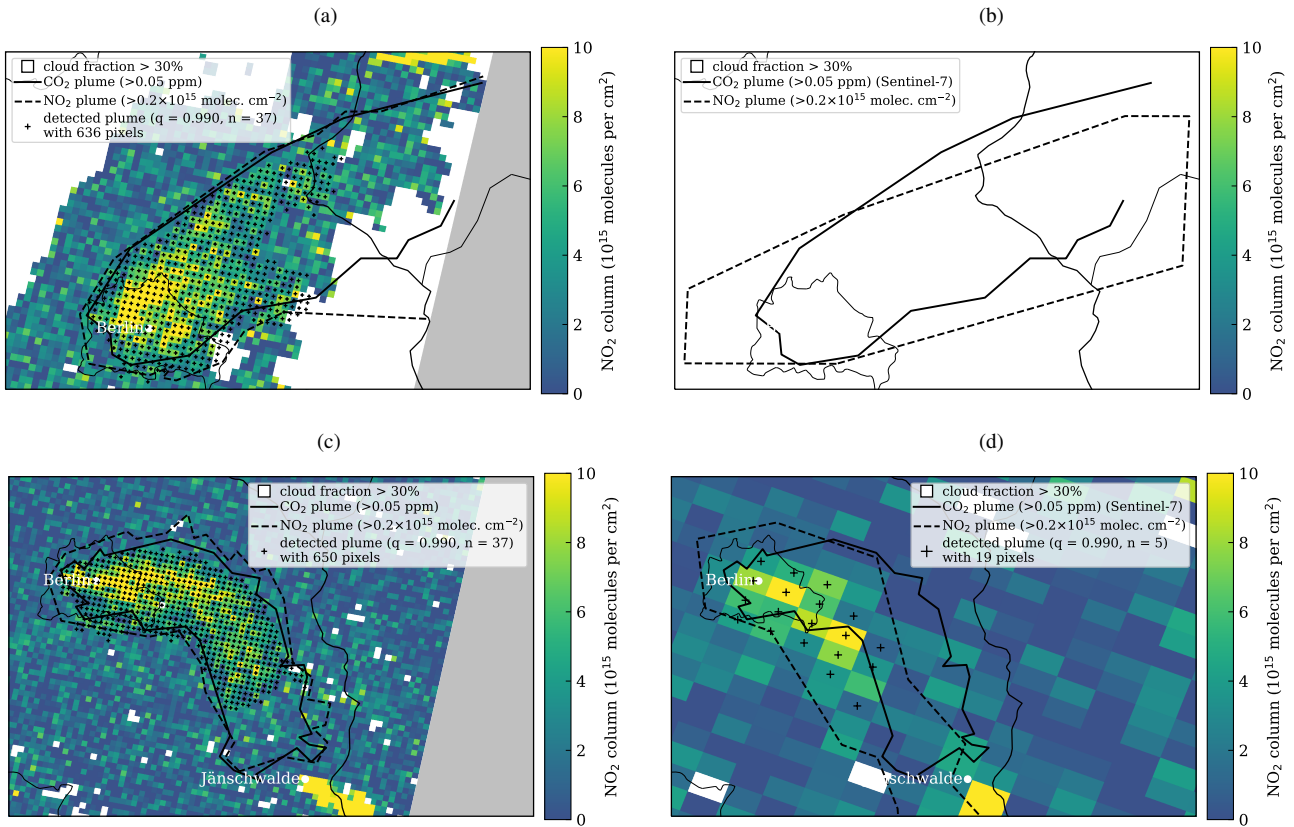 (a)
cloud fraction > 30%
CO₂ plume (>0.05 ppm)
NO₂ plume (>0.2×10¹⁵ molec. cm⁻²)
detected plume (q = 0.990, n = 37)
with 636 pixels
Berlin
10
8
6
4
2
0
NO₂ column (10¹⁵ molecules per cm²)
(b)
cloud fraction > 30%
CO₂ plume (>0.05 ppm) (Sentinel-7)
NO₂ plume (>0.2×10¹⁵ molec. cm⁻²)
10
8
6
4
2
0
NO₂ column (10¹⁵ molecules per cm²)
(c)
cloud fraction > 30%
CO₂ plume (>0.05 ppm)
NO₂ plume (>0.2×10¹⁵ molec. cm⁻²)
detected plume (q = 0.990, n = 37)
with 650 pixels
Berlin
Jänschwalde
10
8
6
4
2
0
NO₂ column (10¹⁵ molecules per cm²)
(d)
cloud fraction > 30%
CO₂ plume (>0.05 ppm) (Sentinel-7)
NO₂ plume (>0.2×10¹⁵ molec. cm⁻²)
detected plume (q = 0.990, n = 5)
with 19 pixels
Berlin
schwalde
10
8
6
4
2
0
NO₂ column (10¹⁵ molecules per cm²)